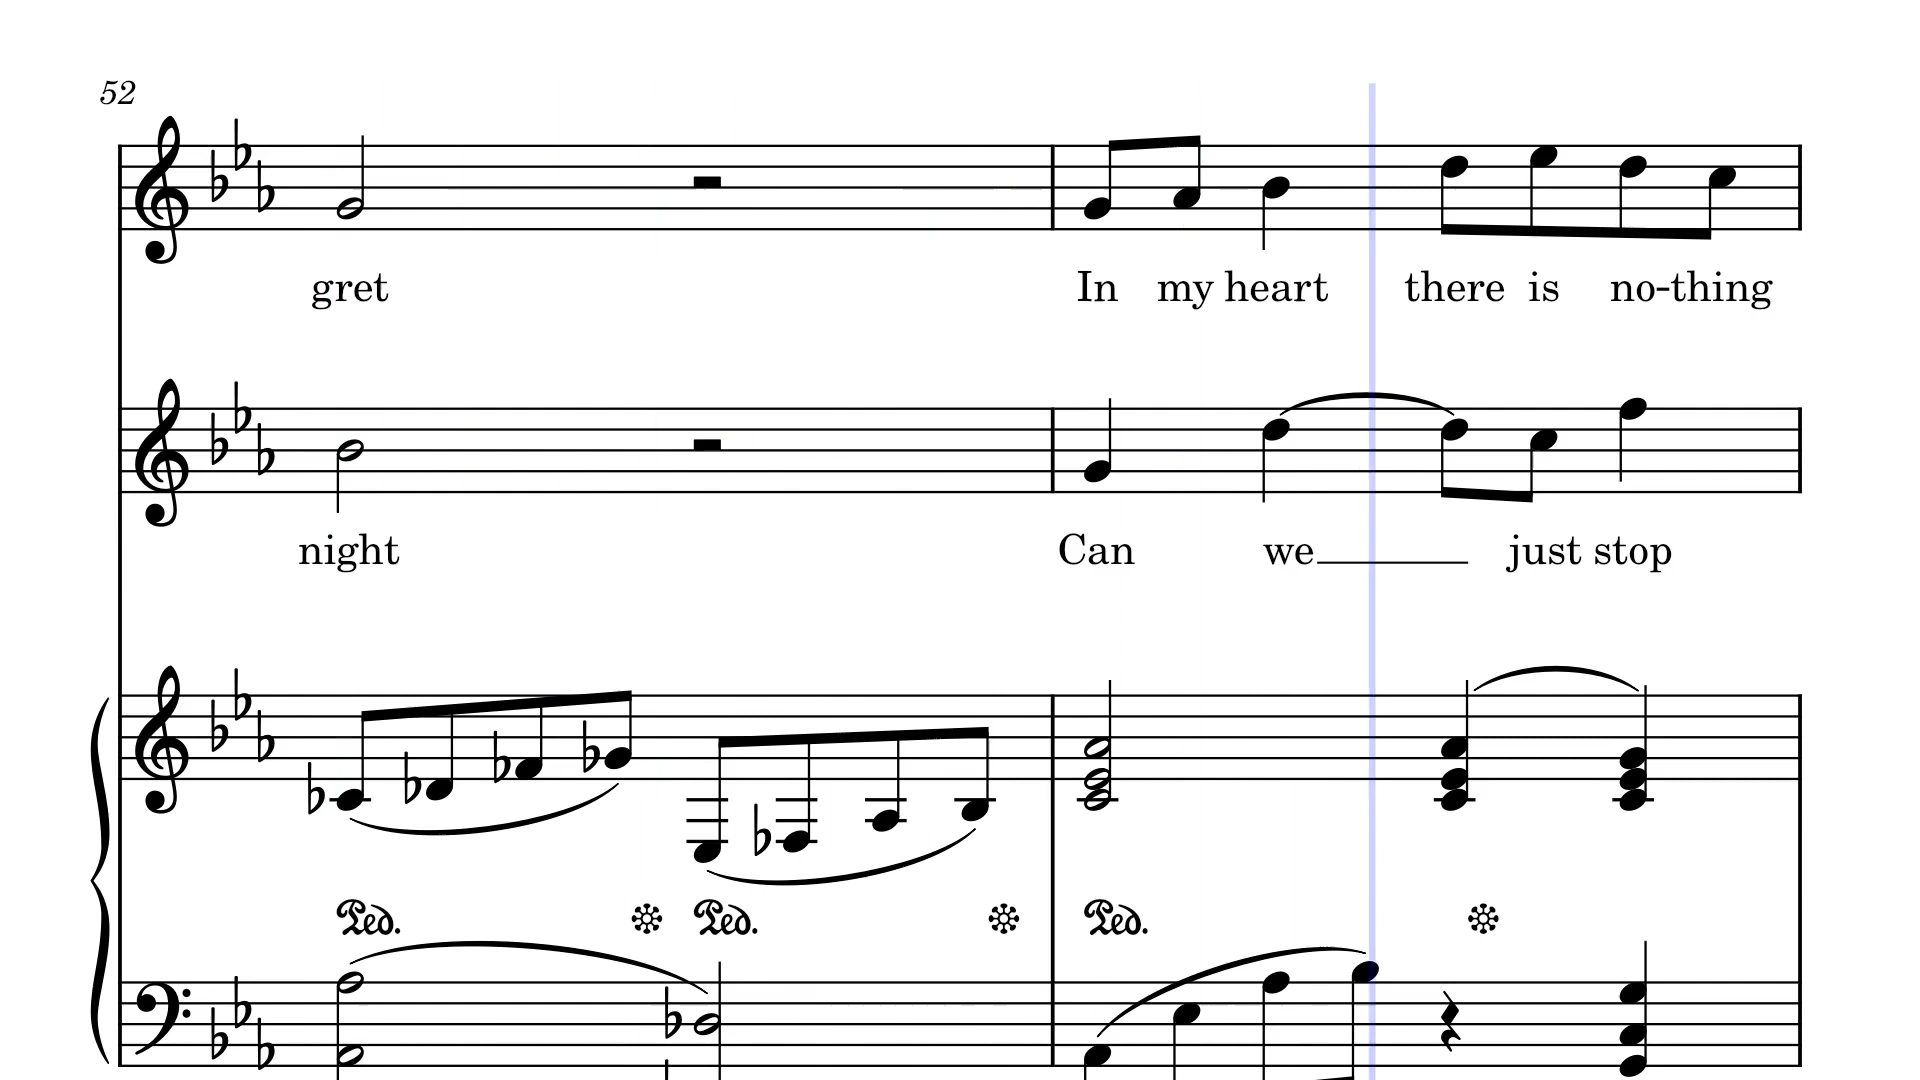 52
gret In my heart there is no-thing
night Can we just stop
Ped. Ped. Ped.